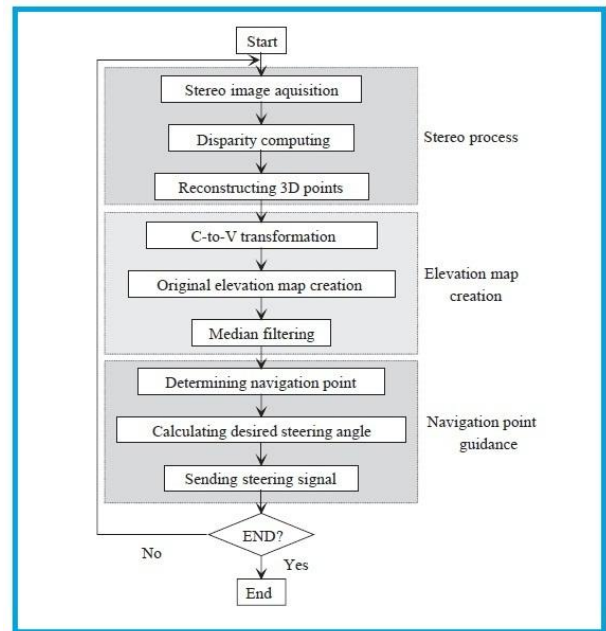 Start
Stereo image aquisition
Disparity computing
Stereo process
Reconstructing 3D points
C-to-V transformation
Original elevation map creation
Elevation map
creation
Median filtering
Determining navigation point
Calculating desired steering angle
Navigation point
guidance
Sending steering signal
END?
No
Yes
End